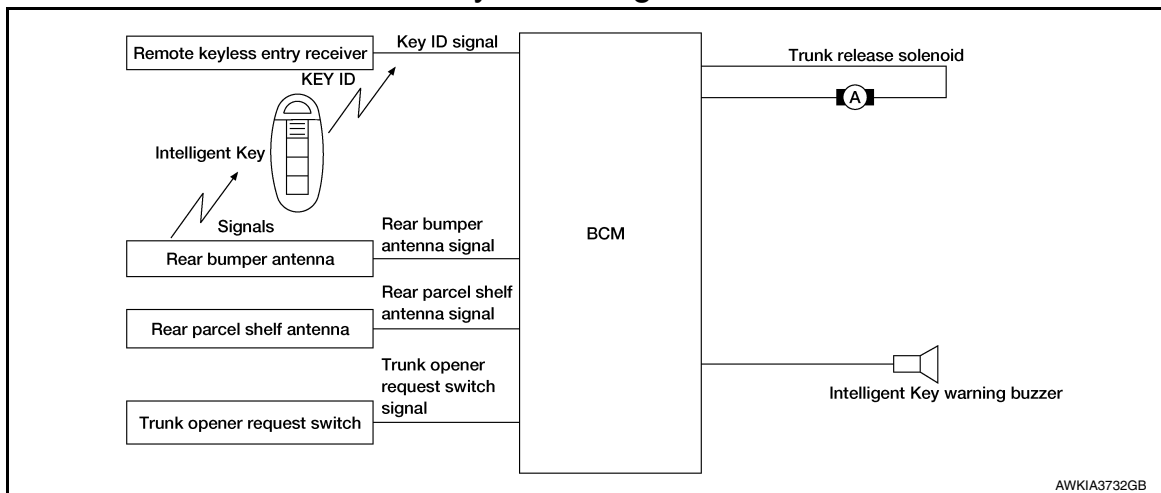 Remote keyless entry receiver
Key ID signal
KEY ID
Intelligent Key
Signals
Rear bumper antenna
Rear bumper
antenna signal
Rear parcel shelf antenna
Rear parcel shelf
antenna signal
Trunk opener request switch
Trunk opener
request switch
signal
BCM
Trunk release solenoid
A
Intelligent Key warning buzzer
AWKIA3732GB